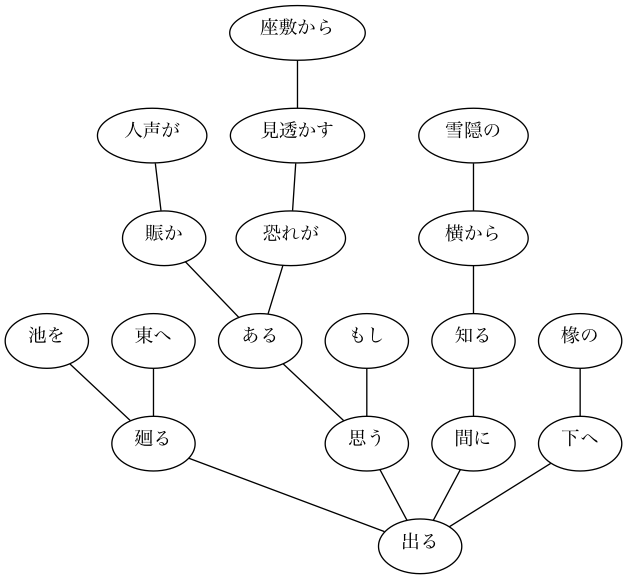 座敷から
人声が
見透かす
雪隠の
賑か
恐れが
横から
池を
東へ
ある
もし
知る
椽の
廻る
思う
間に
下へ
出る